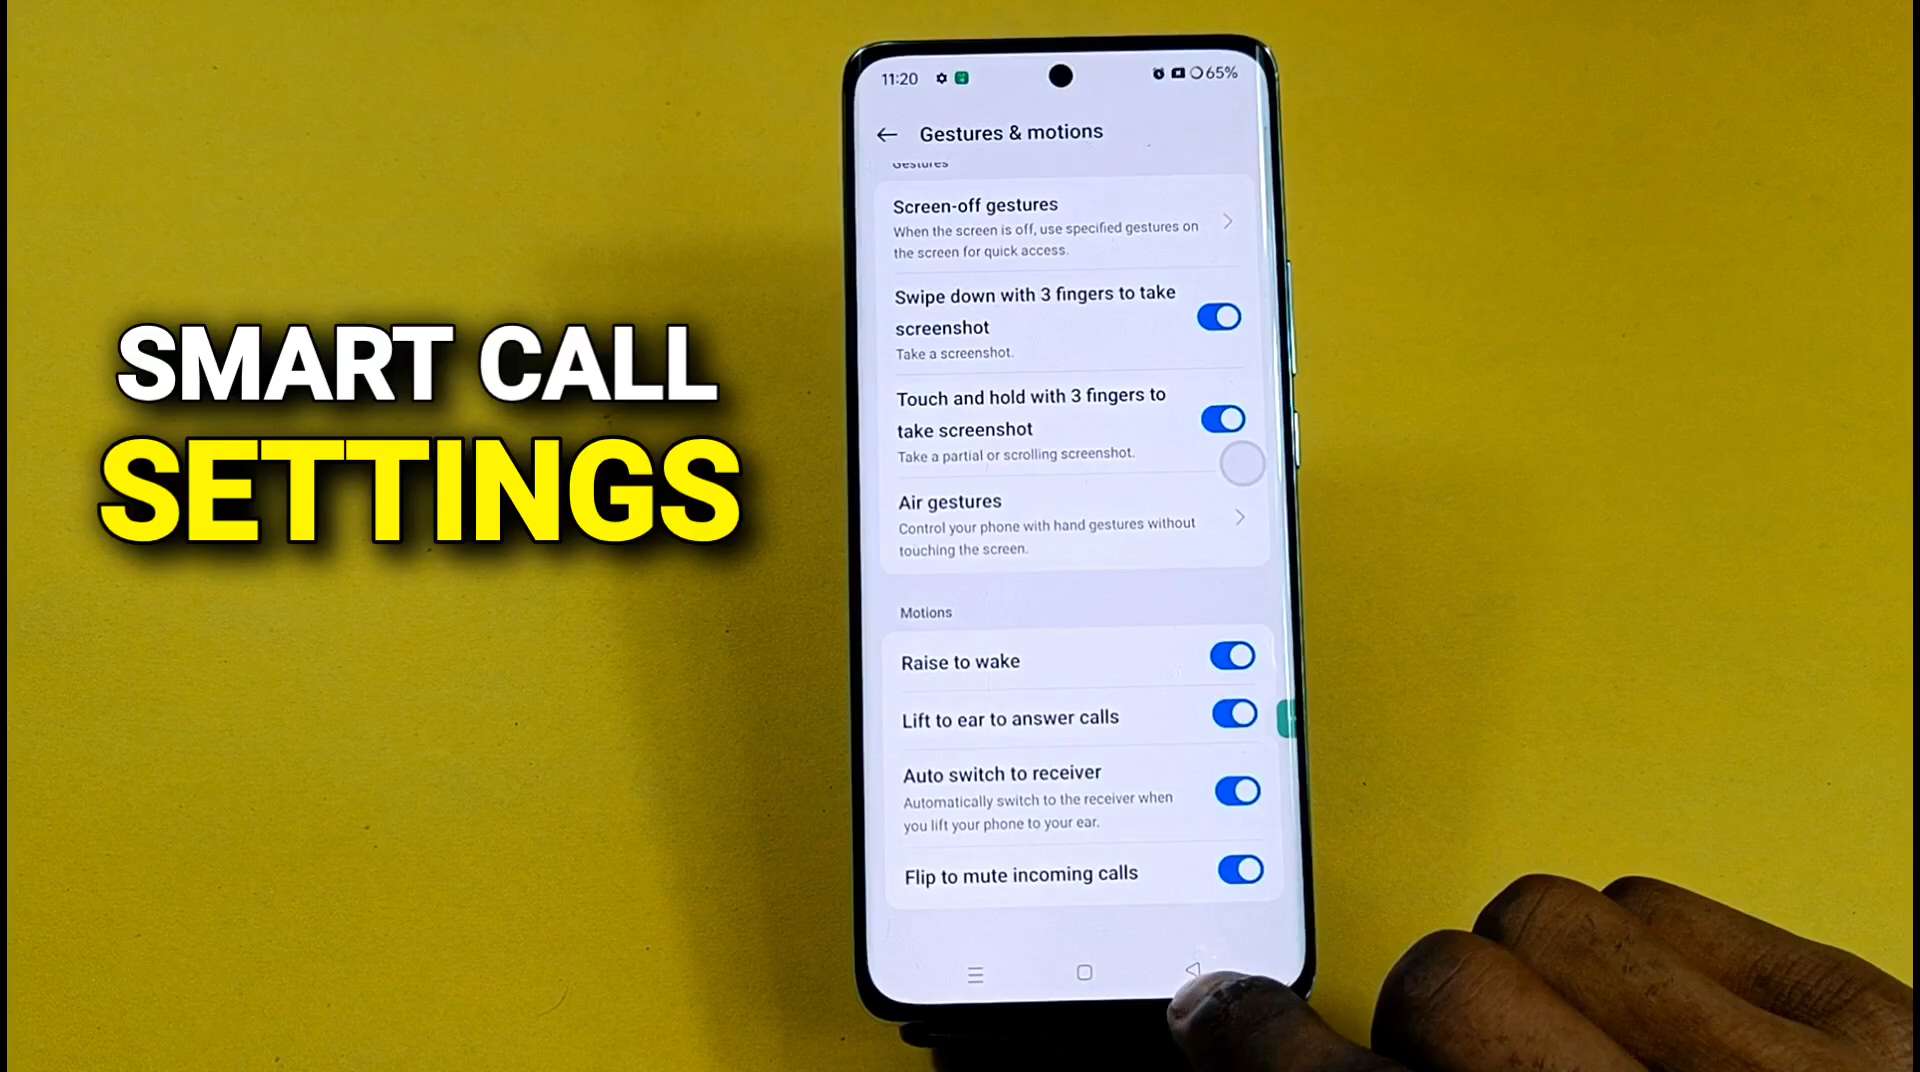 SMART CALL
SETTINGS
11:20
65%
Gestures & motions
Gestures
Screen-off gestures
When the screen is off, use specified gestures on
the screen for quick access.
Swipe down with 3 fingers to take
screenshot
Take a screenshot.
Touch and hold with 3 fingers to
take screenshot
Take a partial or scrolling screenshot.
Air gestures
Control your phone with hand gestures without
touching the screen.
Motions
Raise to wake
Lift to ear to answer calls
Auto switch to receiver
Automatically switch to the receiver when
you lift your phone to your ear.
Flip to mute incoming calls